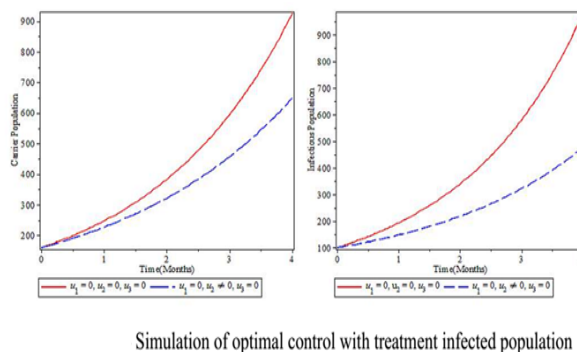 900
800
700
600
500
400
300
200
Carrier Population
0 1 2 3 4
Time(Months)
u1 = 0, u2 = 0, u3 = 0 u1 = 0, u2 ≠ 0, u3 = 0
900
800
700
600
500
400
300
200
100
Infectious Population
0 1 2 3
Time(Months)
u1 = 0, u2 = 0, u3 = 0 u1 = 0, u2 ≠ 0, u3 = 0
Simulation of optimal control with treatment infected population